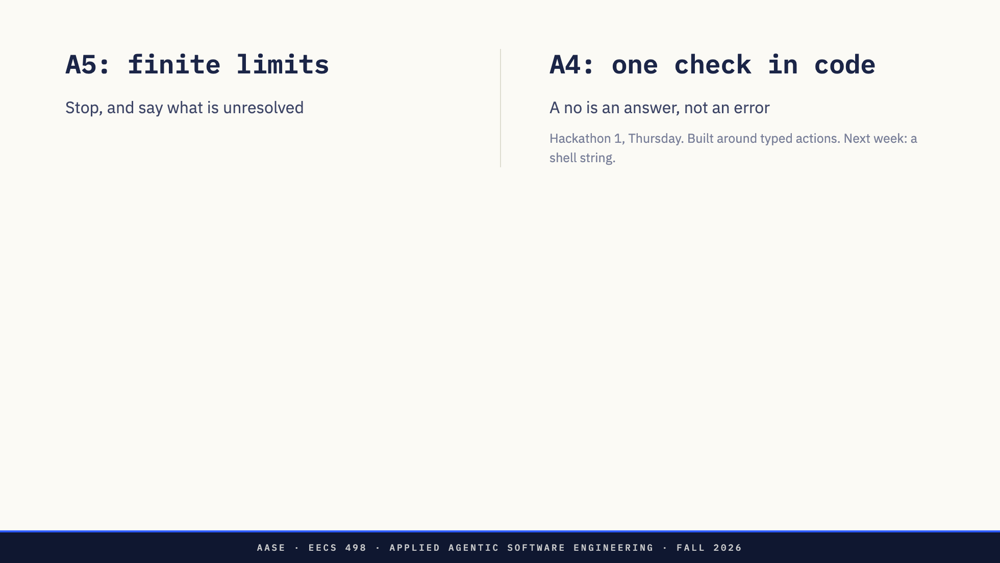 A5: finite limits
Stop, and say what is unresolved
A4: one check in code
A no is an answer, not an error
Hackathon 1, Thursday. Built around typed actions. Next week: a
shell string.
AASE · EECS 498 · APPLIED AGENTIC SOFTWARE ENGINEERING · FALL 2026